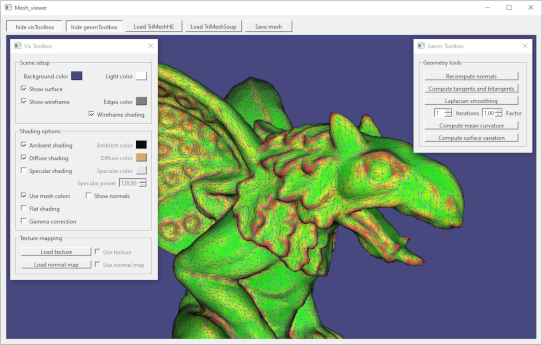 Mesh_viewer
hide visToolbox hide geomToolbox Load TriMeshHE Load TriMeshSoup Save mesh
Vis Toolbox
Scene setup
Background color Light color
Show surface
Show wireframe Edges color
Wireframe shading
Shading options
Ambient shading Ambient color
Diffuse shading Diffuse color
Specular shading Specular color
Specular power 128,00
Use mesh colors Show normals
Flat shading
Gamma correction
Texture mapping
Load texture Use texture
Load normal map Use normal map
Geom Toolbox
Geometry tools
Recompute normals
Compute tangents and bitangents
Laplacian smoothing
1 Iterations 1,00 Factor
Compute mean curvature
Compute surface variation